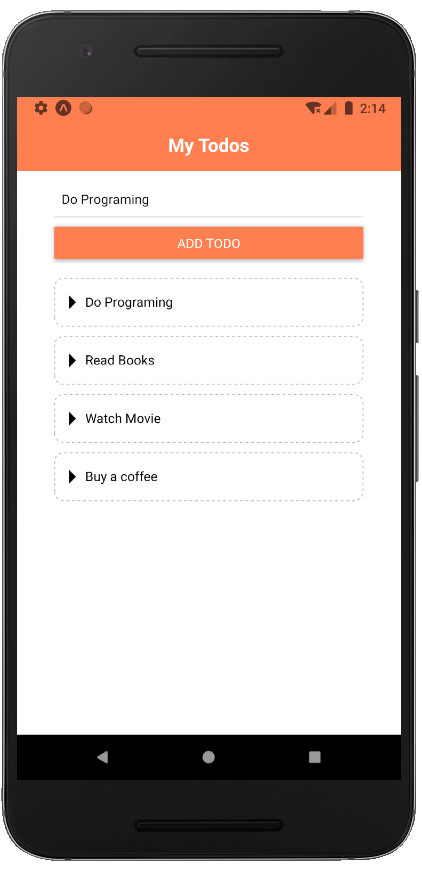 2:14
My Todos
Do Programing
ADD TODO
Do Programing
Read Books
Watch Movie
Buy a coffee